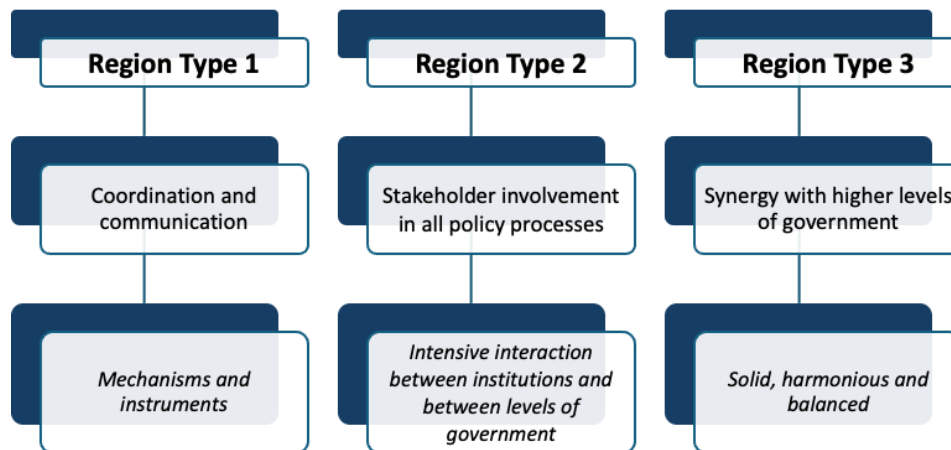 Region Type 1
Region Type 2
Region Type 3
Coordination and
communication
Stakeholder involvement
in all policy processes
Synergy with higher levels
of government
Mechanisms and
instruments
Intensive interaction
between institutions and
between levels of
government
Solid, harmonious and
balanced